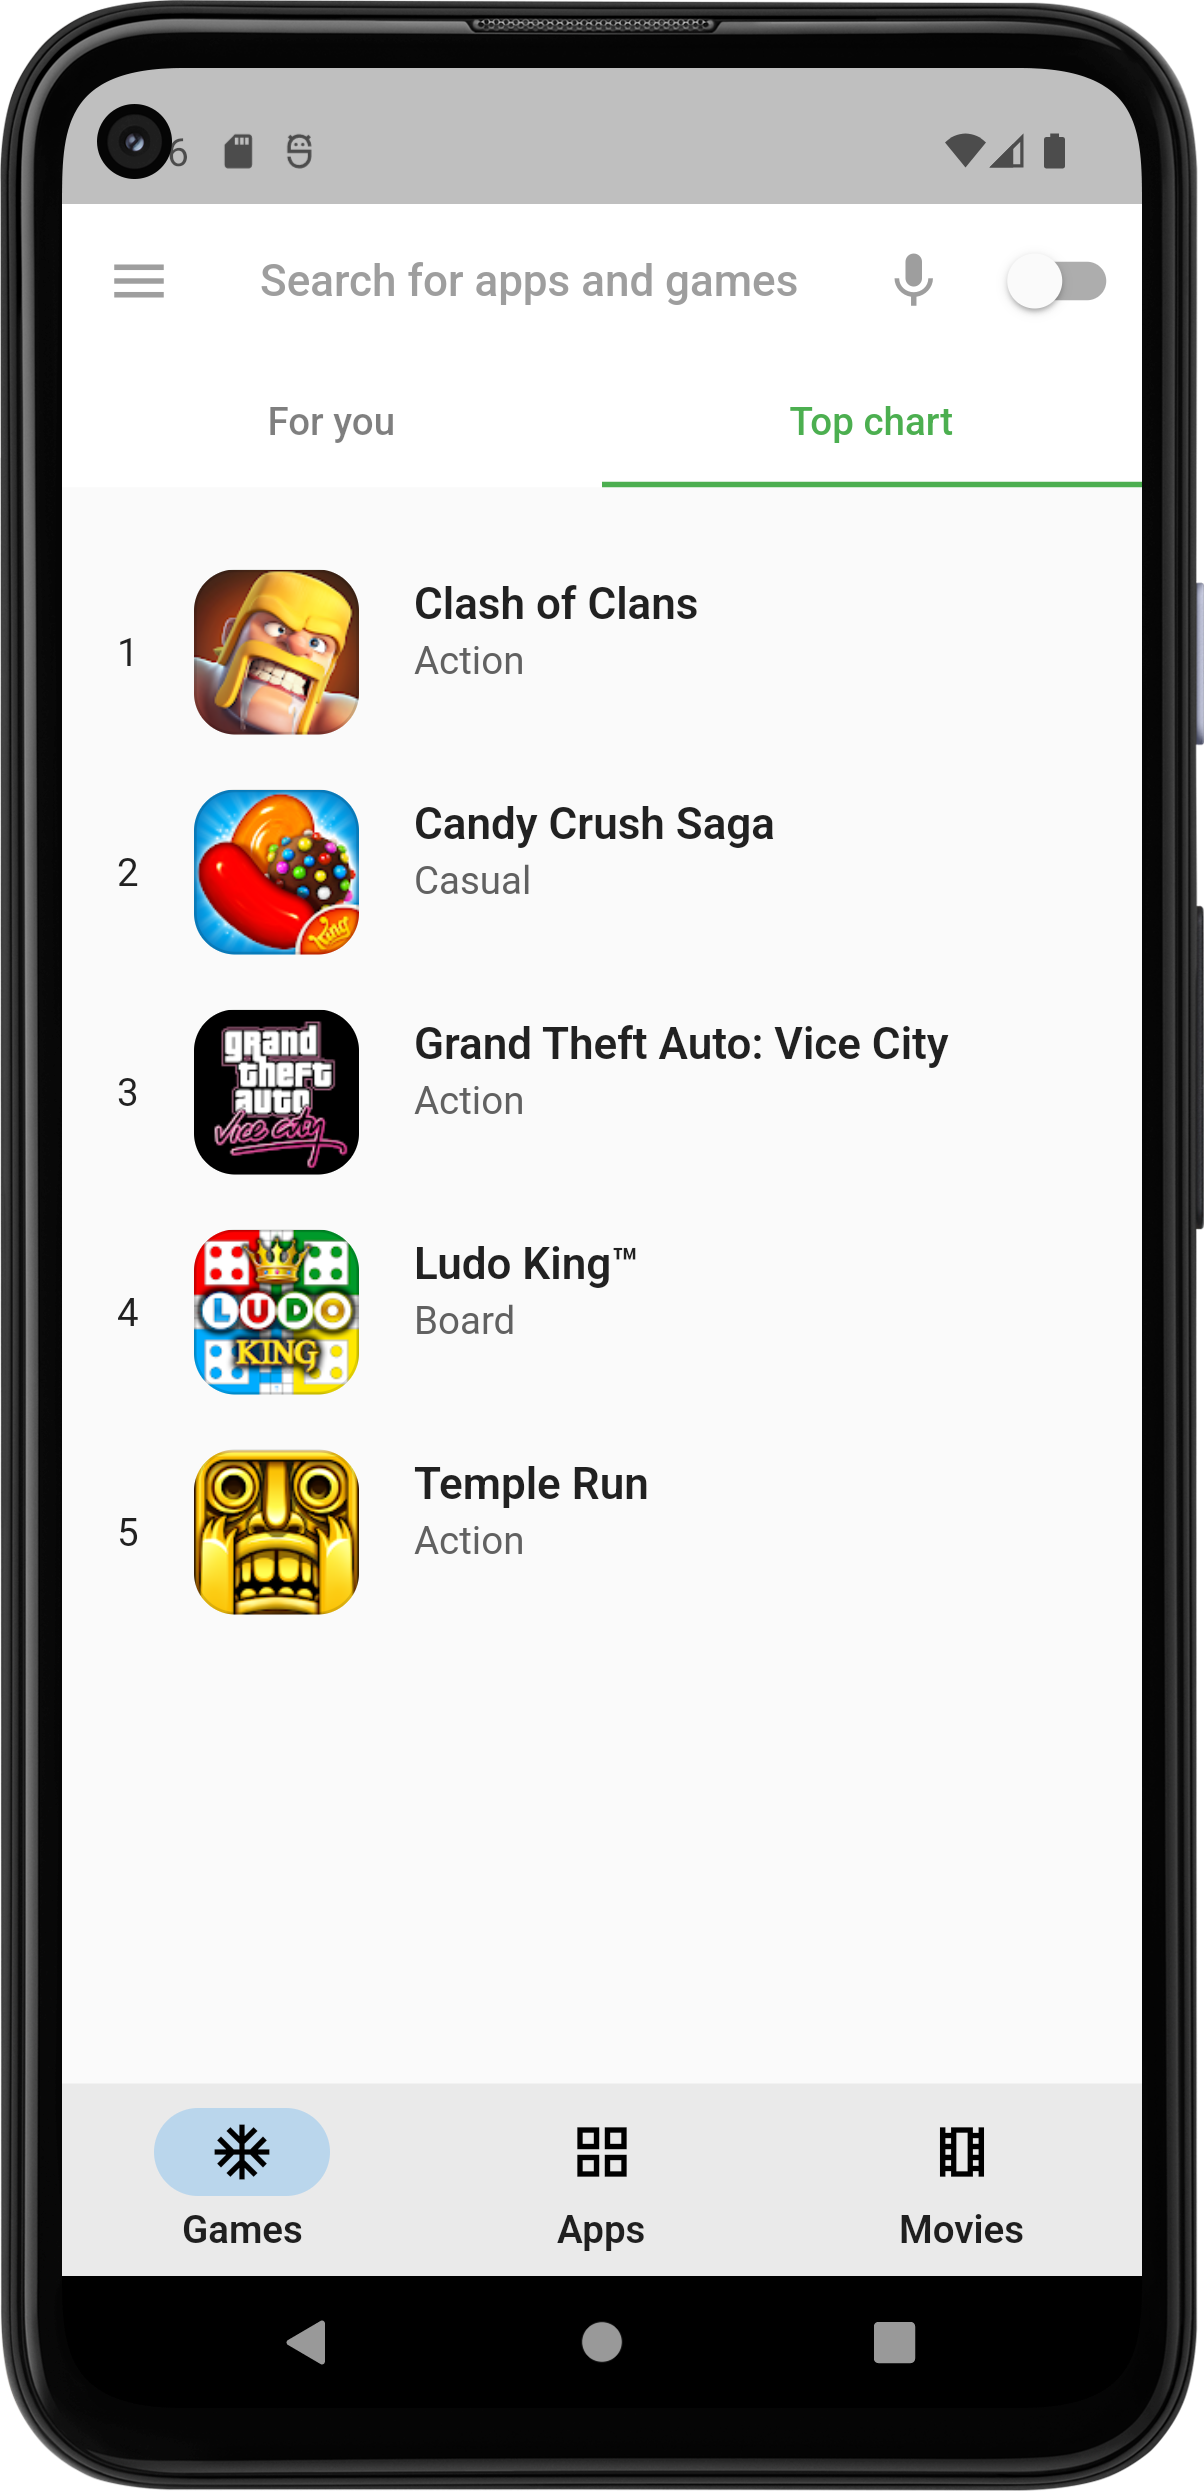 6
Search for apps and games
For you
Top chart
1
Clash of Clans
Action
2
Candy Crush Saga
Casual
king
3
Grand Theft Auto: Vice City
Action
grand
theft
auto
vice city
4
Ludo King™
Board
LUDO
KING
5
Temple Run
Action
Games
Apps
Movies